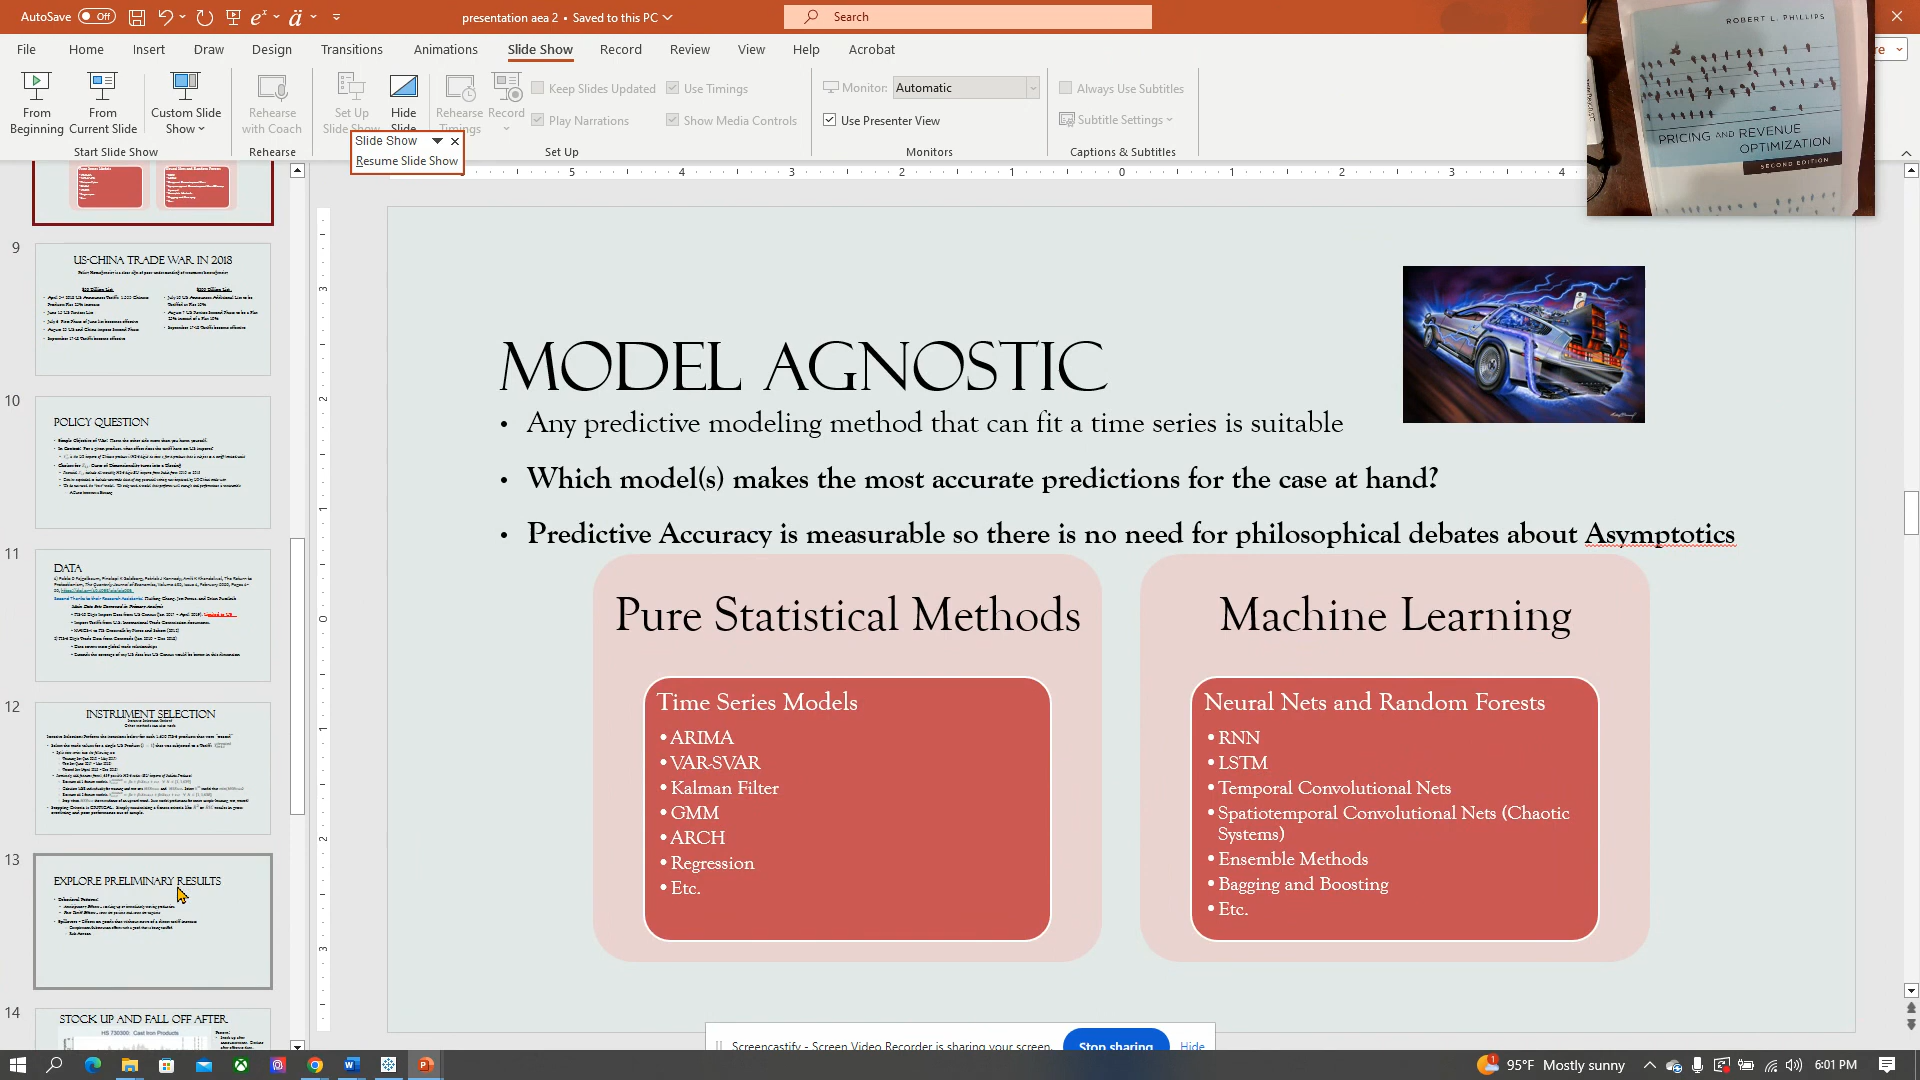 AutoSave Off
presentation aea 2 • Saved to this PC
Search
File Home Insert Draw Design Transitions Animations Slide Show Record Review View Help Acrobat
From Beginning
From Current Slide
Custom Slide Show
Start Slide Show
Rehearse with Coach
Rehearse
Set Up Slide Show
Hide Slide
Rehearse Timings
Record
Keep Slides Updated
Use Timings
Play Narrations
Show Media Controls
Set Up
Monitor: Automatic
Use Presenter View
Monitors
Always Use Subtitles
Subtitle Settings
Captions & Subtitles
Slide Show
Resume Slide Show
ROBERT L. PHILLIPS
PRICING AND REVENUE
OPTIMIZATION
SECOND EDITION
9
US-CHINA TRADE WAR IN 2018
10
POLICY QUESTION
11
DATA
12
INSTRUMENT SELECTION
13
EXPLORE PRELIMINARY RESULTS
14
STOCK UP AND FALL OFF AFTER
HS 730300: Cast Iron Products
MODEL AGNOSTIC
• Any predictive modeling method that can fit a time series is suitable
• Which model(s) makes the most accurate predictions for the case at hand?
• Predictive Accuracy is measurable so there is no need for philosophical debates about Asymptotics
Pure Statistical Methods
Time Series Models
• ARIMA
• VAR-SVAR
• Kalman Filter
• GMM
• ARCH
• Regression
• Etc.
Machine Learning
Neural Nets and Random Forests
• RNN
• LSTM
• Temporal Convolutional Nets
• Spatiotemporal Convolutional Nets (Chaotic
Systems)
• Ensemble Methods
• Bagging and Boosting
• Etc.
Screencastify - Screen Video Recorder is sharing your screen.
Stop sharing
Hide
95°F Mostly sunny
6:01 PM